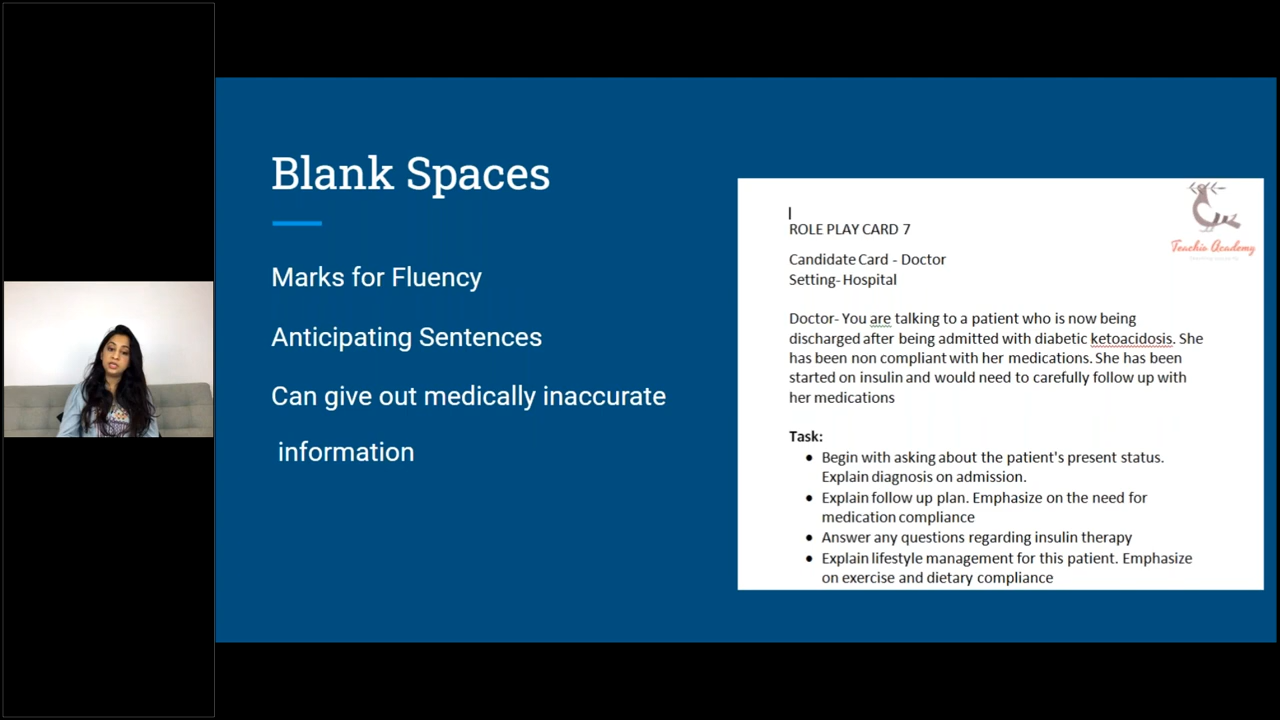 Blank Spaces
Marks for Fluency
Anticipating Sentences
Can give out medically inaccurate
information
ROLE PLAY CARD 7
Teachie Academy
Candidate Card - Doctor
Setting- Hospital
Doctor- You are talking to a patient who is now being
discharged after being admitted with diabetic ketoacidosis. She
has been non compliant with her medications. She has been
started on insulin and would need to carefully follow up with
her medications
Task:
• Begin with asking about the patient's present status.
Explain diagnosis on admission.
• Explain follow up plan. Emphasize on the need for
medication compliance
• Answer any questions regarding insulin therapy
• Explain lifestyle management for this patient. Emphasize
on exercise and dietary compliance